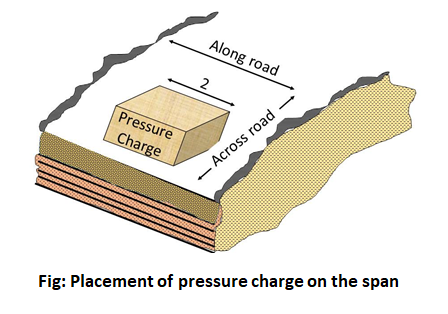 Along road
2
Pressure
Charge
Across road
Fig: Placement of pressure charge on the span